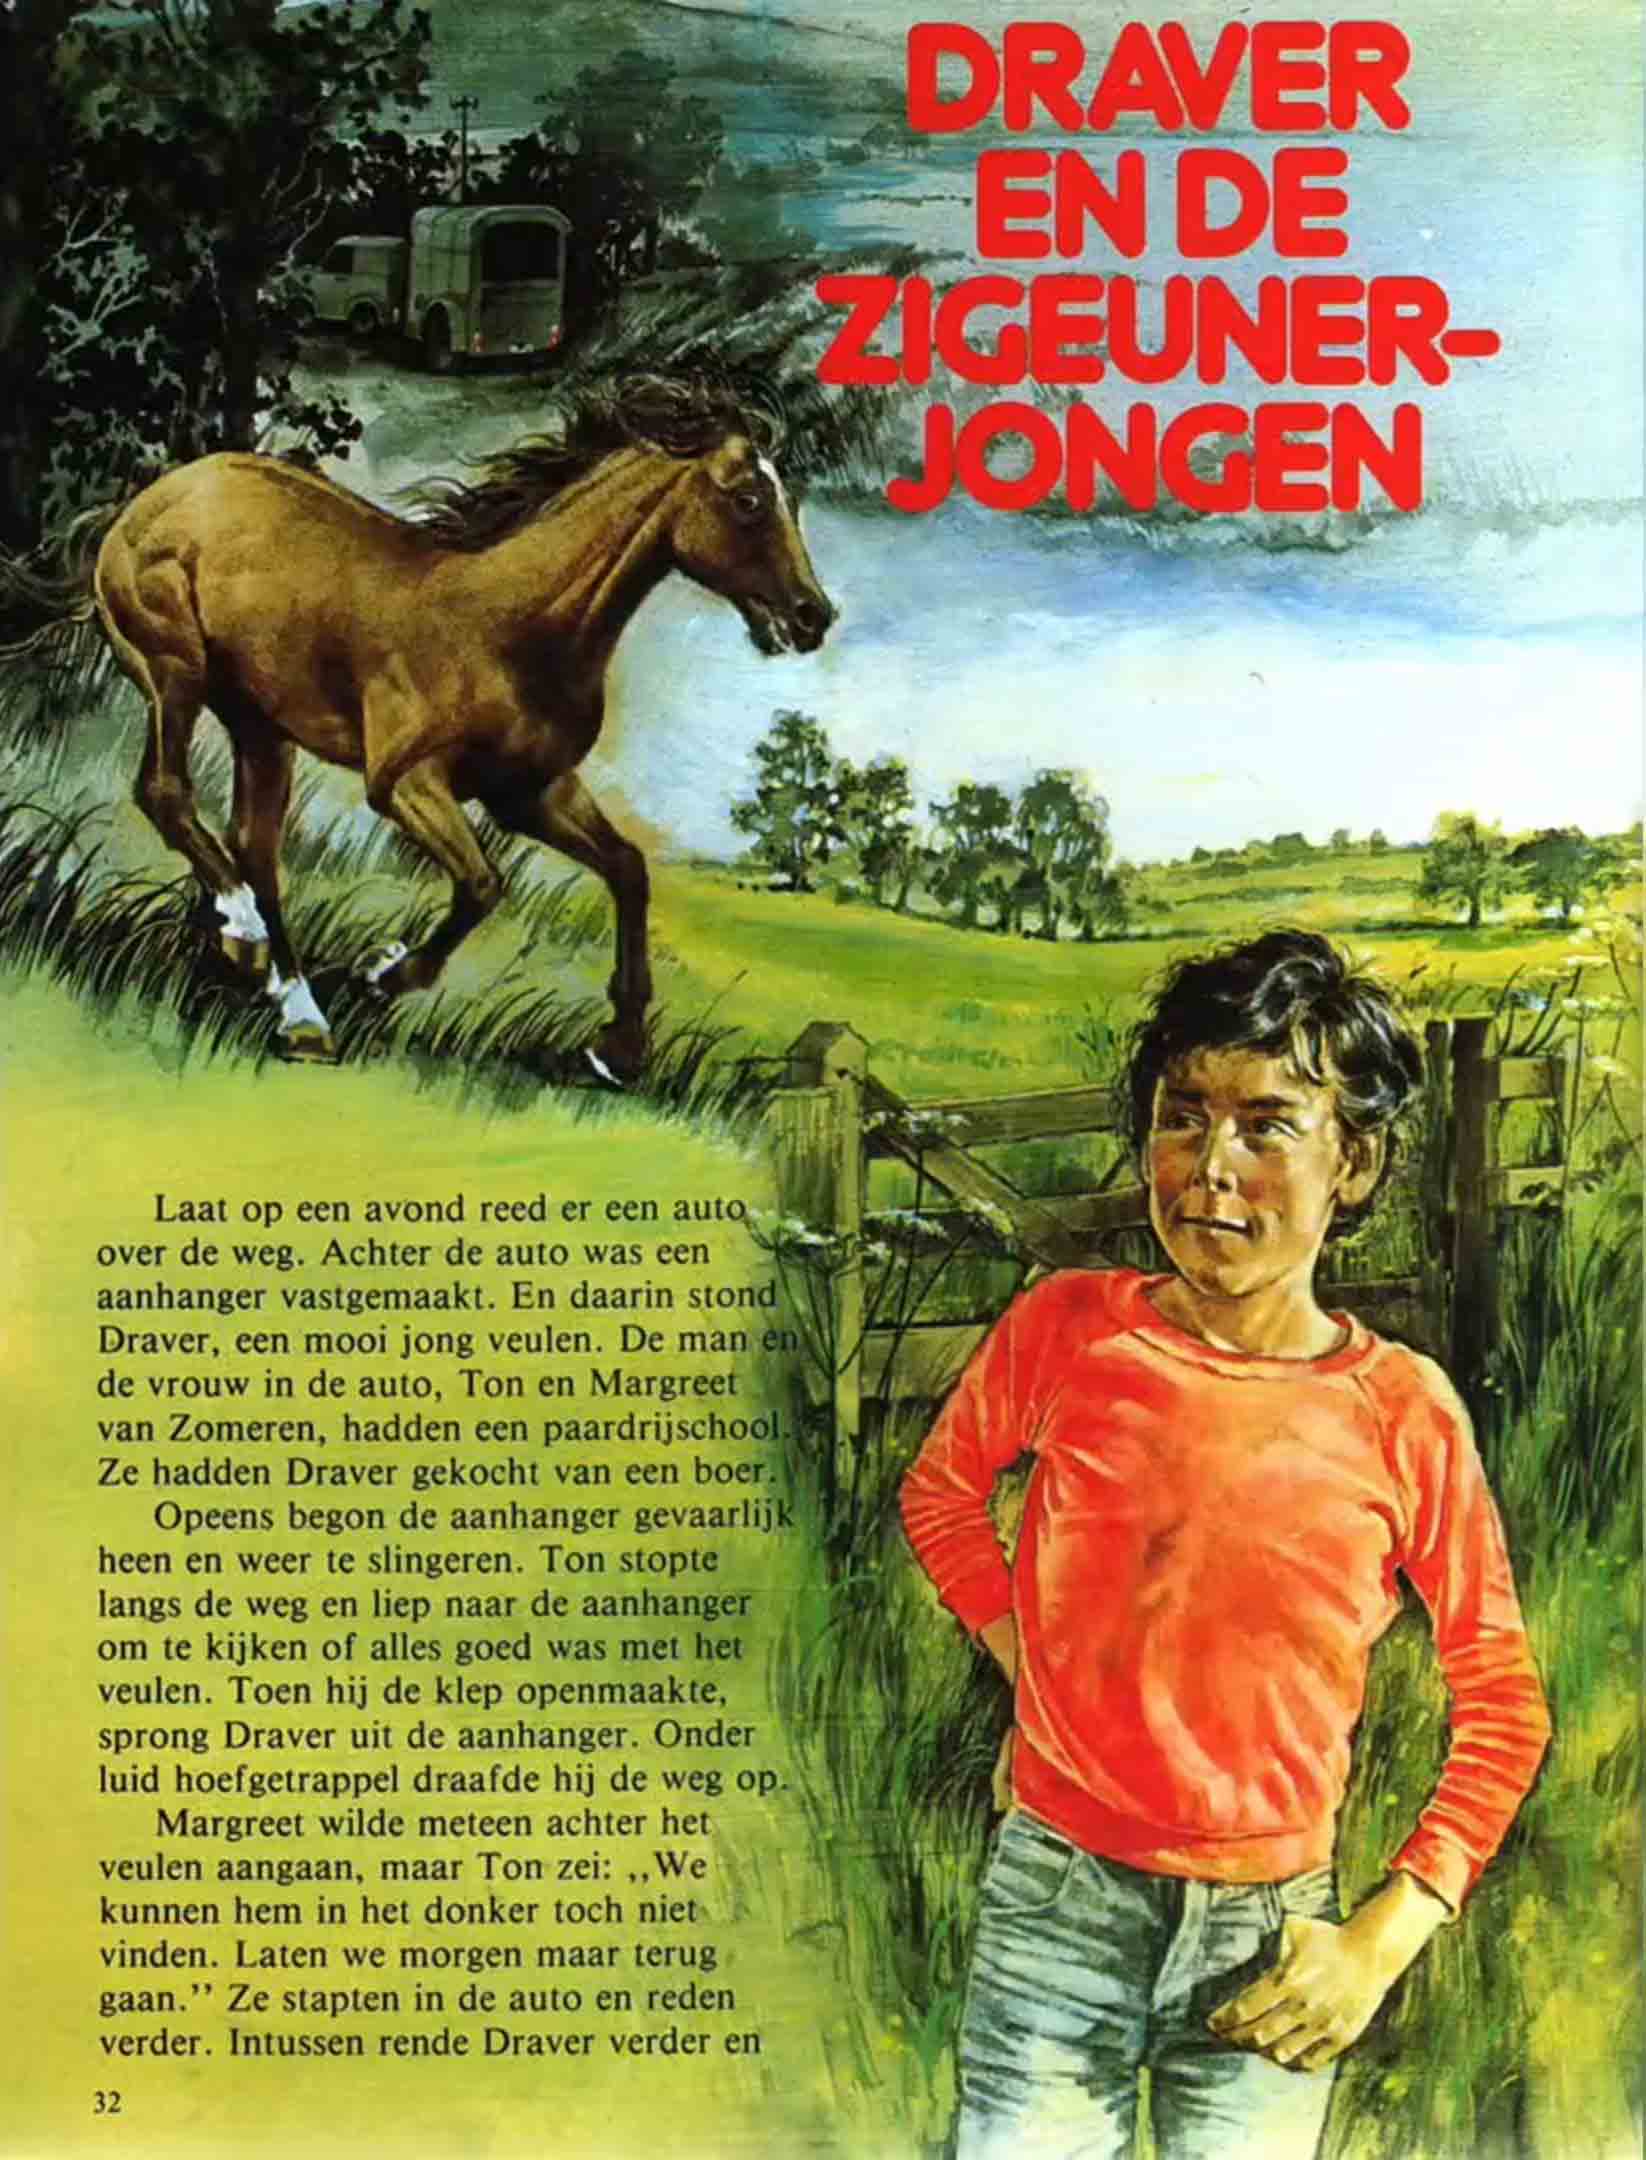 DRAVER
EN DE
ZIGEUNER-
JONGEN
Laat op een avond reed er een auto
over de weg. Achter de auto was een
aanhanger vastgemaakt. En daarin stond
Draver, een mooi jong veulen. De man en
de vrouw in de auto, Ton en Margreet
van Zomeren, hadden een paardrijschool.
Ze hadden Draver gekocht van een boer.
Opeens begon de aanhanger gevaarlijk
heen en weer te slingeren. Ton stopte
langs de weg en liep naar de aanhanger
om te kijken of alles goed was met het
veulen. Toen hij de klep openmaakte,
sprong Draver uit de aanhanger. Onder
luid hoefgetrappel draafde hij de weg op.
Margreet wilde meteen achter het
veulen aangaan, maar Ton zei: ,,We
kunnen hem in het donker toch niet
vinden. Laten we morgen maar terug
gaan.” Ze stapten in de auto en reden
verder. Intussen rende Draver verder en
32